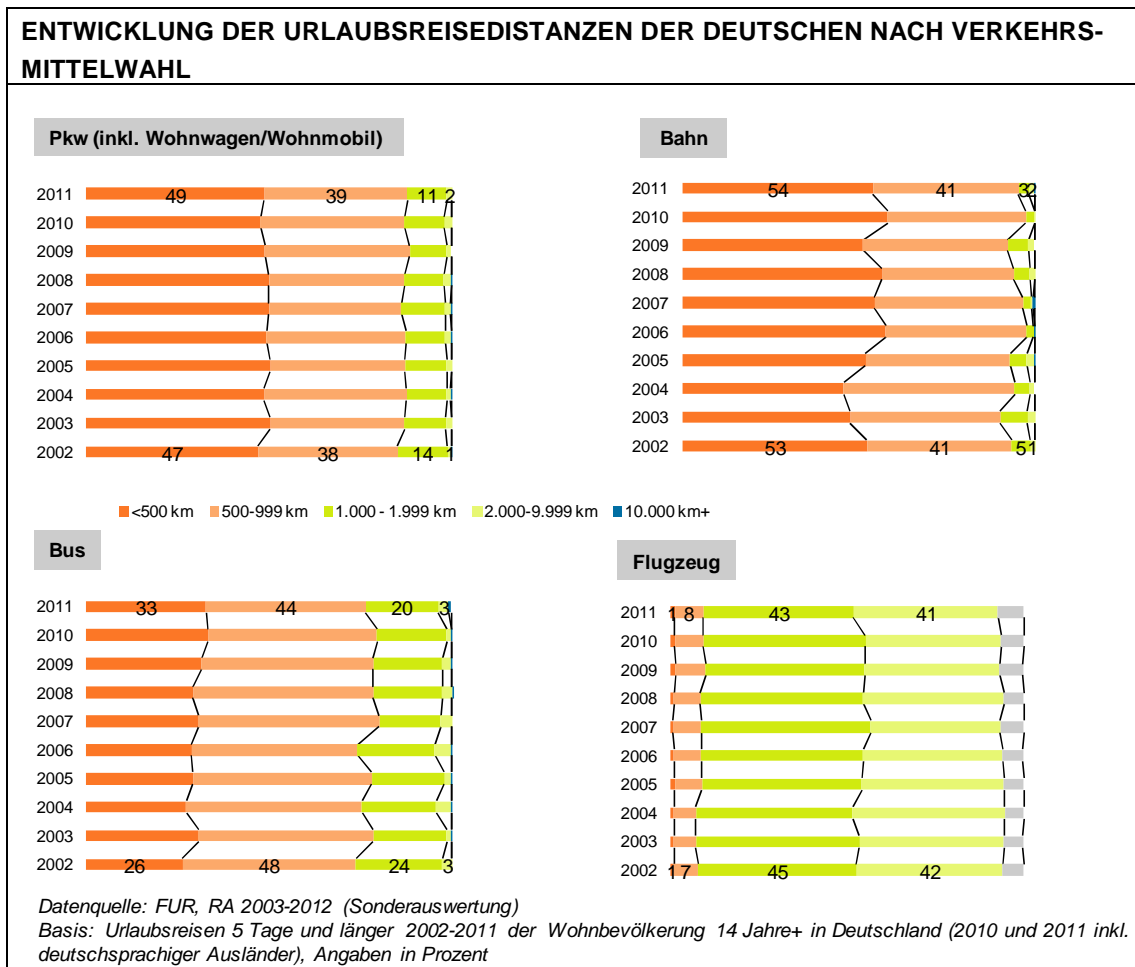 ENTWICKLUNG DER URLAUBSREISEDISTANZEN DER DEUTSCHEN NACH VERKEHRS-
MITTELWAHL
Pkw (inkl. Wohnwagen/Wohnmobil)
2011 49 39 11 2
2010
2009
2008
2007
2006
2005
2004
2003
2002 47 38 14 1
Bahn
2011 54 41 3 2
2010
2009
2008
2007
2006
2005
2004
2003
2002 53 41 5 1
<500 km 500-999 km 1.000 - 1.999 km 2.000-9.999 km 10.000 km+
Bus
2011 33 44 20 3
2010
2009
2008
2007
2006
2005
2004
2003
2002 26 48 24 3
Flugzeug
2011 1 8 43 41
2010
2009
2008
2007
2006
2005
2004
2003
2002 1 7 45 42
Datenquelle: FUR, RA 2003-2012 (Sonderauswertung)
Basis: Urlaubsreisen 5 Tage und länger 2002-2011 der Wohnbevölkerung 14 Jahre+ in Deutschland (2010 und 2011 inkl.
deutschsprachiger Ausländer), Angaben in Prozent